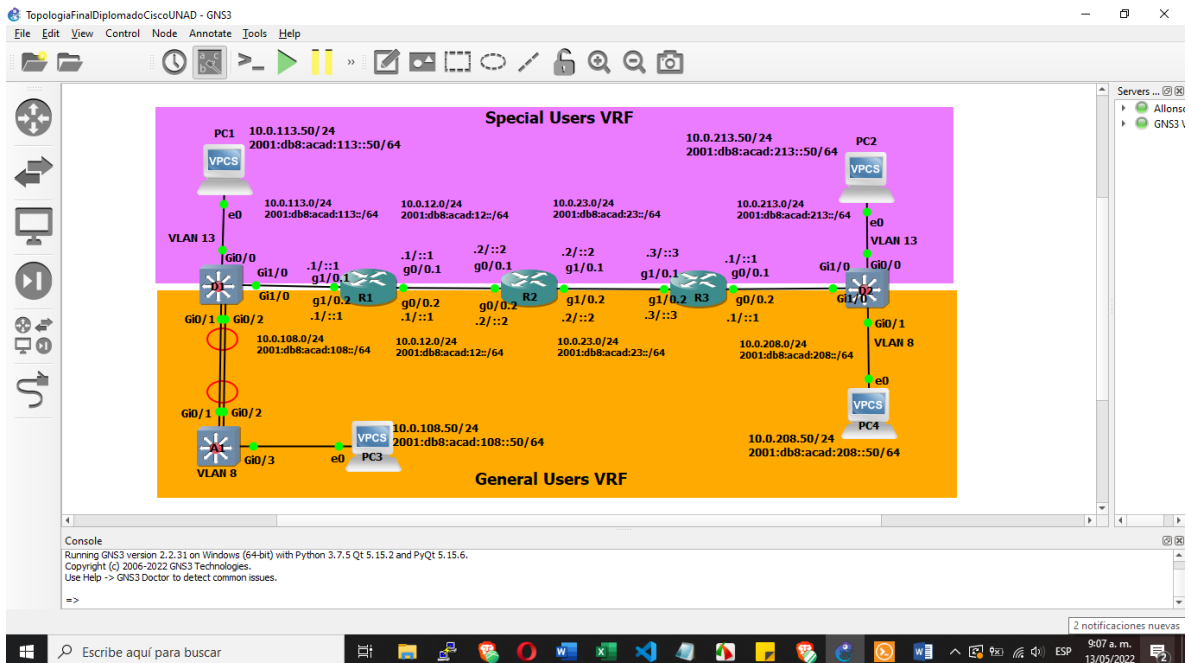 TopologiaFinalDiplomadoCiscoUNAD - GNS3
File Edit View Control Node Annotate Tools Help
Servers ...
GNS3 V
Special Users VRF
PC1
10.0.113.50/24
2001:db8:acad:113::50/64
VPCS
10.0.213.50/24
2001:db8:acad:213::50/64
PC2
VPCS
e0
10.0.113.0/24
2001:db8:acad:113::/64
10.0.12.0/24
2001:db8:acad:12::/64
10.0.23.0/24
2001:db8:acad:23::/64
10.0.213.0/24
2001:db8:acad:213::/64
e0
VLAN 13
VLAN 13
Gi0/0
Gi1/0
.1/::1
g1/0.1
.1/::1
g0/0.1
.2/::2
g0/0.1
.2/::2
g1/0.1
.3/::3
g1/0.1
.1/::1
g0/0.1
Gi1/0
Gi0/0
D1
R1
R2
R3
D2
Gi1/0
g1/0.2
.1/::1
g0/0.2
.1/::1
g0/0.2
.2/::2
g1/0.2
.2/::2
g1/0.2
.3/::3
g0/0.2
.1/::1
Gi1/0
Gi0/1 Gi0/2
Gi0/1
VLAN 8
10.0.108.0/24
2001:db8:acad:108::/64
10.0.12.0/24
2001:db8:acad:12::/64
10.0.23.0/24
2001:db8:acad:23::/64
10.0.208.0/24
2001:db8:acad:208::/64
e0
VPCS
PC4
Gi0/1 Gi0/2
10.0.108.50/24
2001:db8:acad:108::50/64
VPCS
PC3
e0
A1
Gi0/3
VLAN 8
10.0.208.50/24
2001:db8:acad:208::50/64
General Users VRF
Console
Running GNS3 version 2.2.31 on Windows (64-bit) with Python 3.7.5 Qt 5.15.2 and PyQt 5.15.6.
Copyright (c) 2006-2022 GNS3 Technologies.
Use Help -> GNS3 Doctor to detect common issues.
=>
2 notificaciones nuevas
Escribe aquí para buscar
ESP
9:07 a. m.
13/05/2022
2